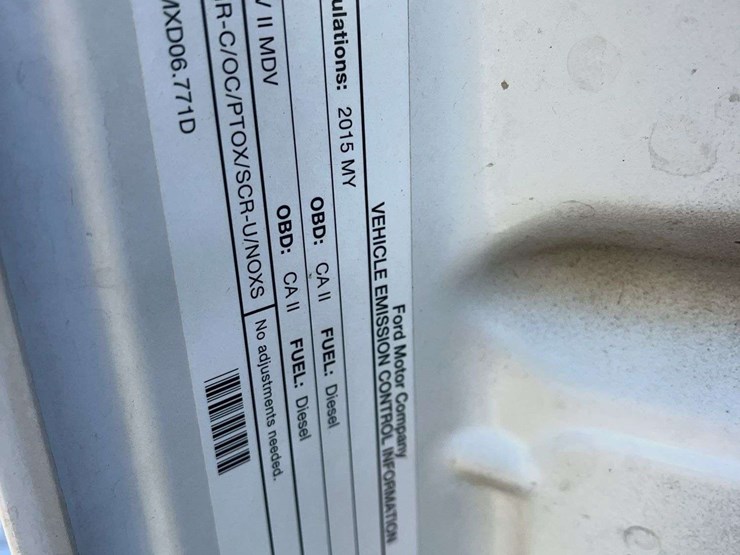 Ford Motor Company
VEHICLE EMISSION CONTROL INFORMATION
ulations: 2015 MY
OBD: CA II FUEL: Diesel
/ II MDV OBD: CA II FUEL: Diesel
R-C/OC/PTOX/SCR-U/NOXS No adjustments needed.
MXD06.771D